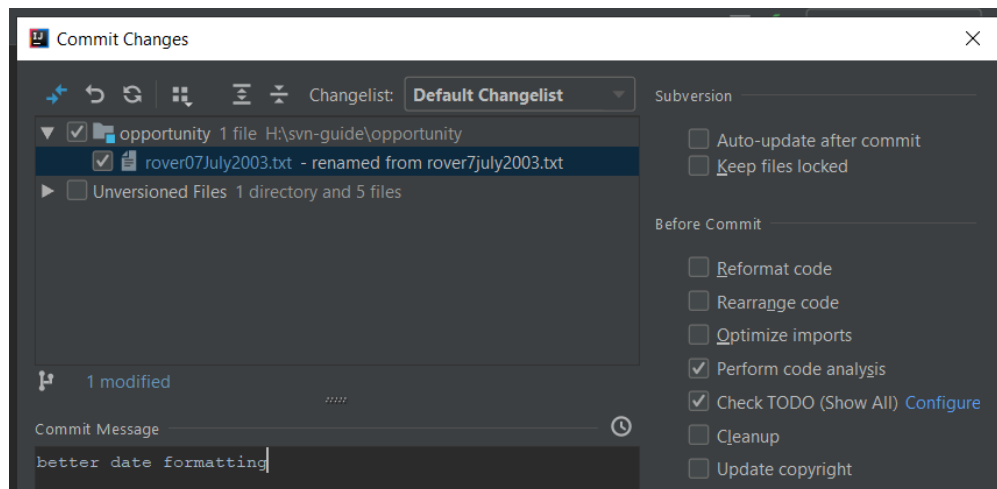 Commit Changes
Changelist: Default Changelist
opportunity 1 file H:\svn-guide\opportunity
rover07July2003.txt - renamed from rover7july2003.txt
Unversioned Files 1 directory and 5 files
1 modified
Commit Message
better date formatting
Subversion
Auto-update after commit
Keep files locked
Before Commit
Reformat code
Rearrange code
Optimize imports
Perform code analysis
Check TODO (Show All) Configure
Cleanup
Update copyright